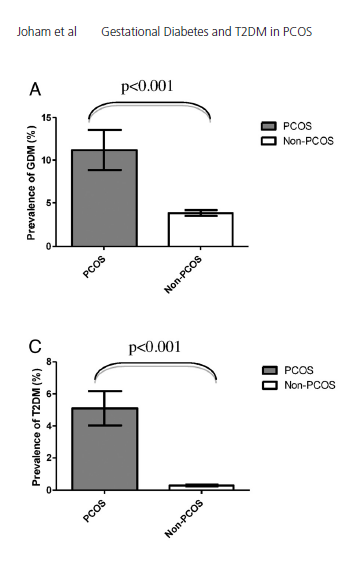 Joham et al Gestational Diabetes and T2DM in PCOS
A
p<0.001
Prevalence of GDM (%)
15
10
5
0
PCOS
Non-PCOS
PCOS
Non-PCOS
C
p<0.001
Prevalence of T2DM (%)
8
6
4
2
0
PCOS
Non-PCOS
PCOS
Non-PCOS